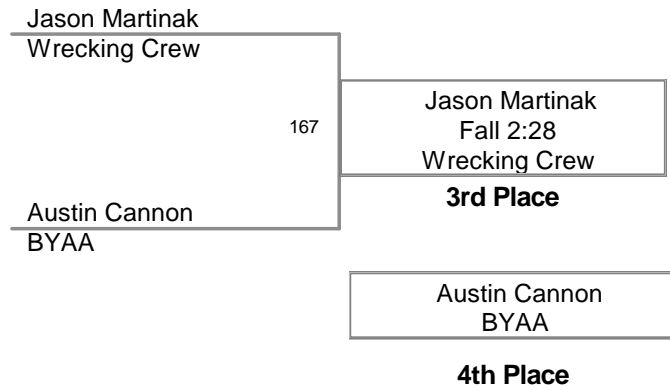 Jason Martinak
Wrecking Crew
167
Jason Martinak
Fall 2:28
Wrecking Crew
3rd Place
Austin Cannon
BYAA
Austin Cannon
BYAA
4th Place